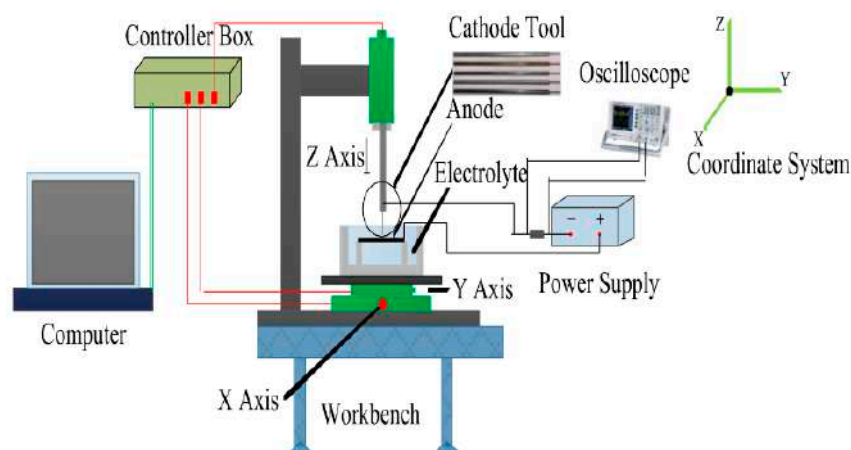 Controller Box
Cathode Tool
Oscilloscope
Z
Y
X
Coordinate System
Anode
Z Axis
Electrolyte
− +
Y Axis
Power Supply
Computer
X Axis
Workbench